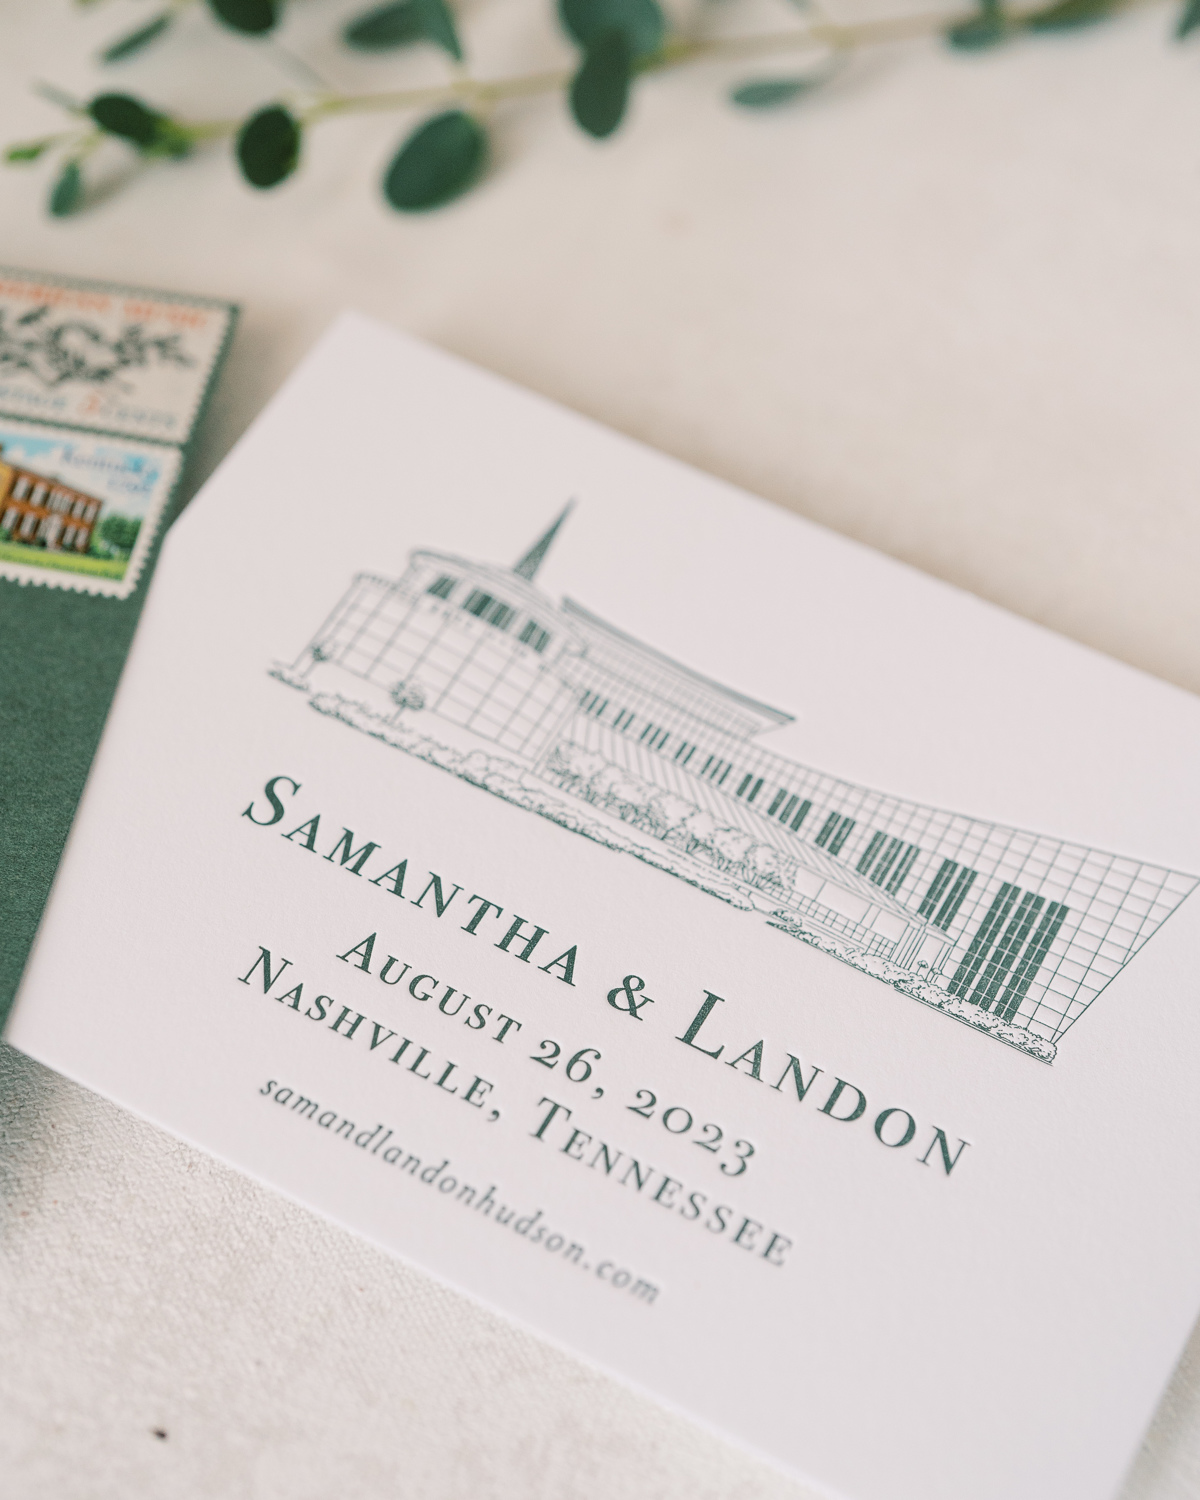 SAMANTHA & LANDON
AUGUST 26, 2023
NASHVILLE, TENNESSEE
samandlandonhudson.com